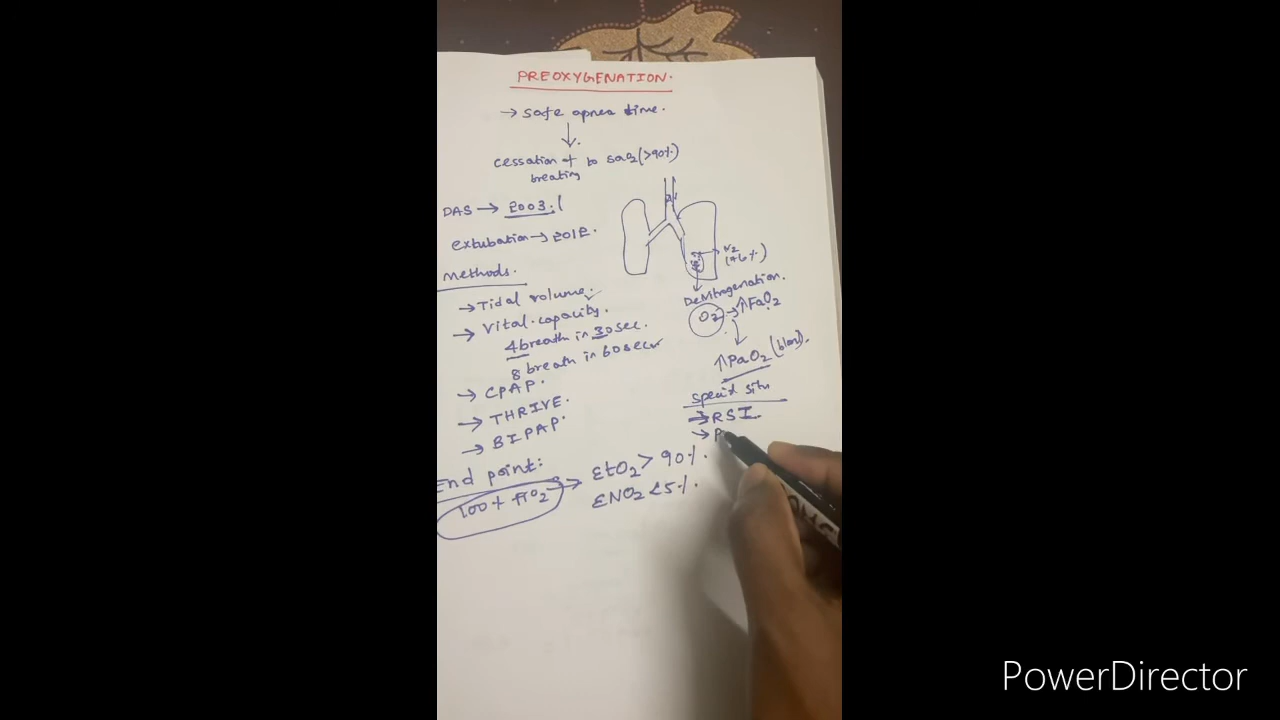 PREOXYGENATION.
→ safe apnea time.
cessation of to SaO2 (>90%)
breating
DAS → 2003.
extubation → 2012.
Methods.
→ Tidal volume.
→ Vital capacity.
4 breath in 30 sec.
8 breath in 60 sec
→ CPAP.
→ THRIVE.
→ BIPAP.
End point:
100% FiO2 → EtO2 > 90%.
ENO2 < 5%.
N2
Denitrogenation.
O2 → ↑FaO2
↑PaO2 (blood).
special situ
→ RSI.
→ P
PowerDirector